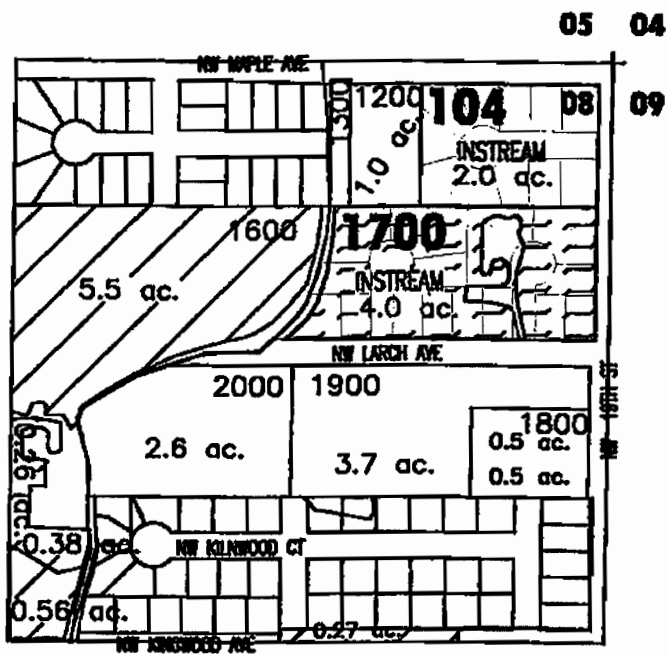 05 04
NW MAPLE AVE
1300
1200
104
08 09
1.0 ac.
INSTREAM
2.0 ac.
1600
1700
5.5 ac.
INSTREAM
4.0 ac.
NW LARCH AVE
2000
1900
1800
NW 19TH ST
2.6 ac.
3.7 ac.
0.5 ac.
0.5 ac.
0.38 ac.
NW KILNWOOD CT
0.56 ac.
NW KINGWOOD AVE
0.27 ac.